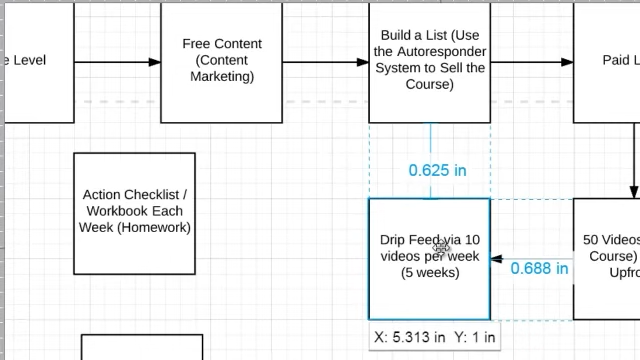 e Level
Free Content
(Content
Marketing)
Build a List (Use
the Autoresponder
System to Sell the
Course)
Paid L
0.625 in
Action Checklist /
Workbook Each
Week (Homework)
Drip Feed via 10
videos per week
(5 weeks)
0.688 in
50 Videos
Course)
Upfro
X: 5.313 in Y: 1 in